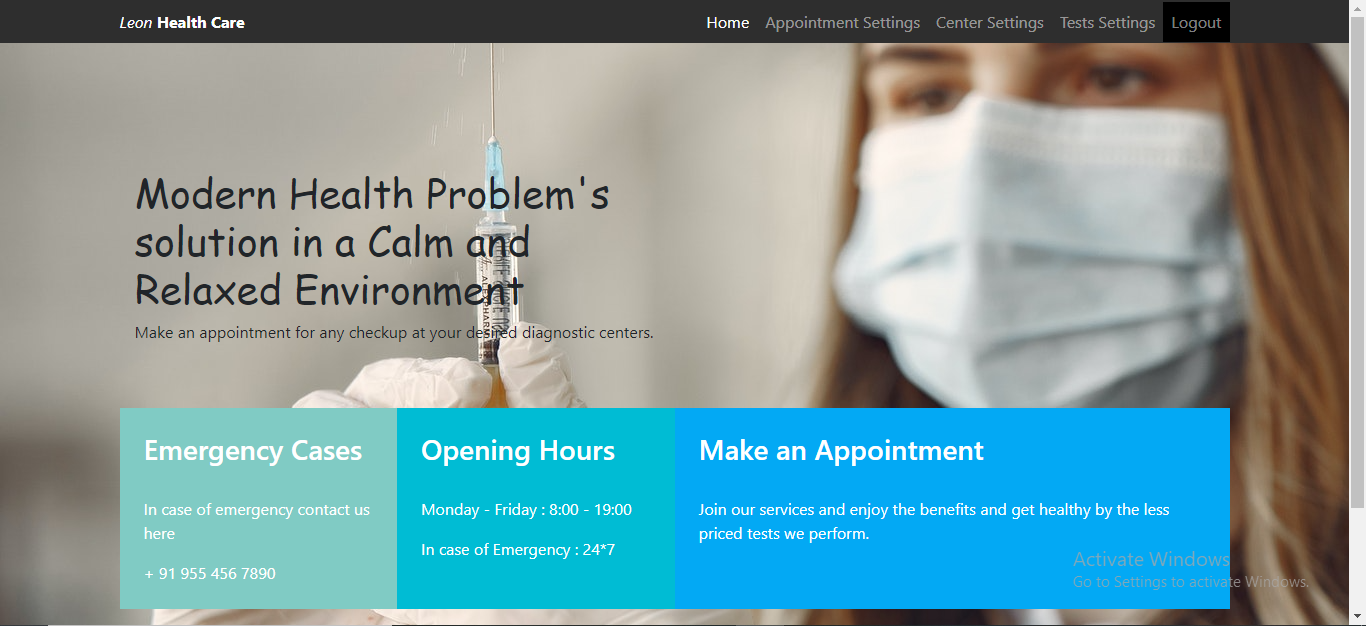 Leon Health Care
Home Appointment Settings Center Settings Tests Settings Logout
Modern Health Problem's
solution in a Calm and
Relaxed Environment
Make an appointment for any checkup at your desired diagnostic centers.
Emergency Cases
In case of emergency contact us
here
+ 91 955 456 7890
Opening Hours
Monday - Friday : 8:00 - 19:00
In case of Emergency : 24*7
Make an Appointment
Join our services and enjoy the benefits and get healthy by the less
priced tests we perform.
Activate Windows
Go to Settings to activate Windows.